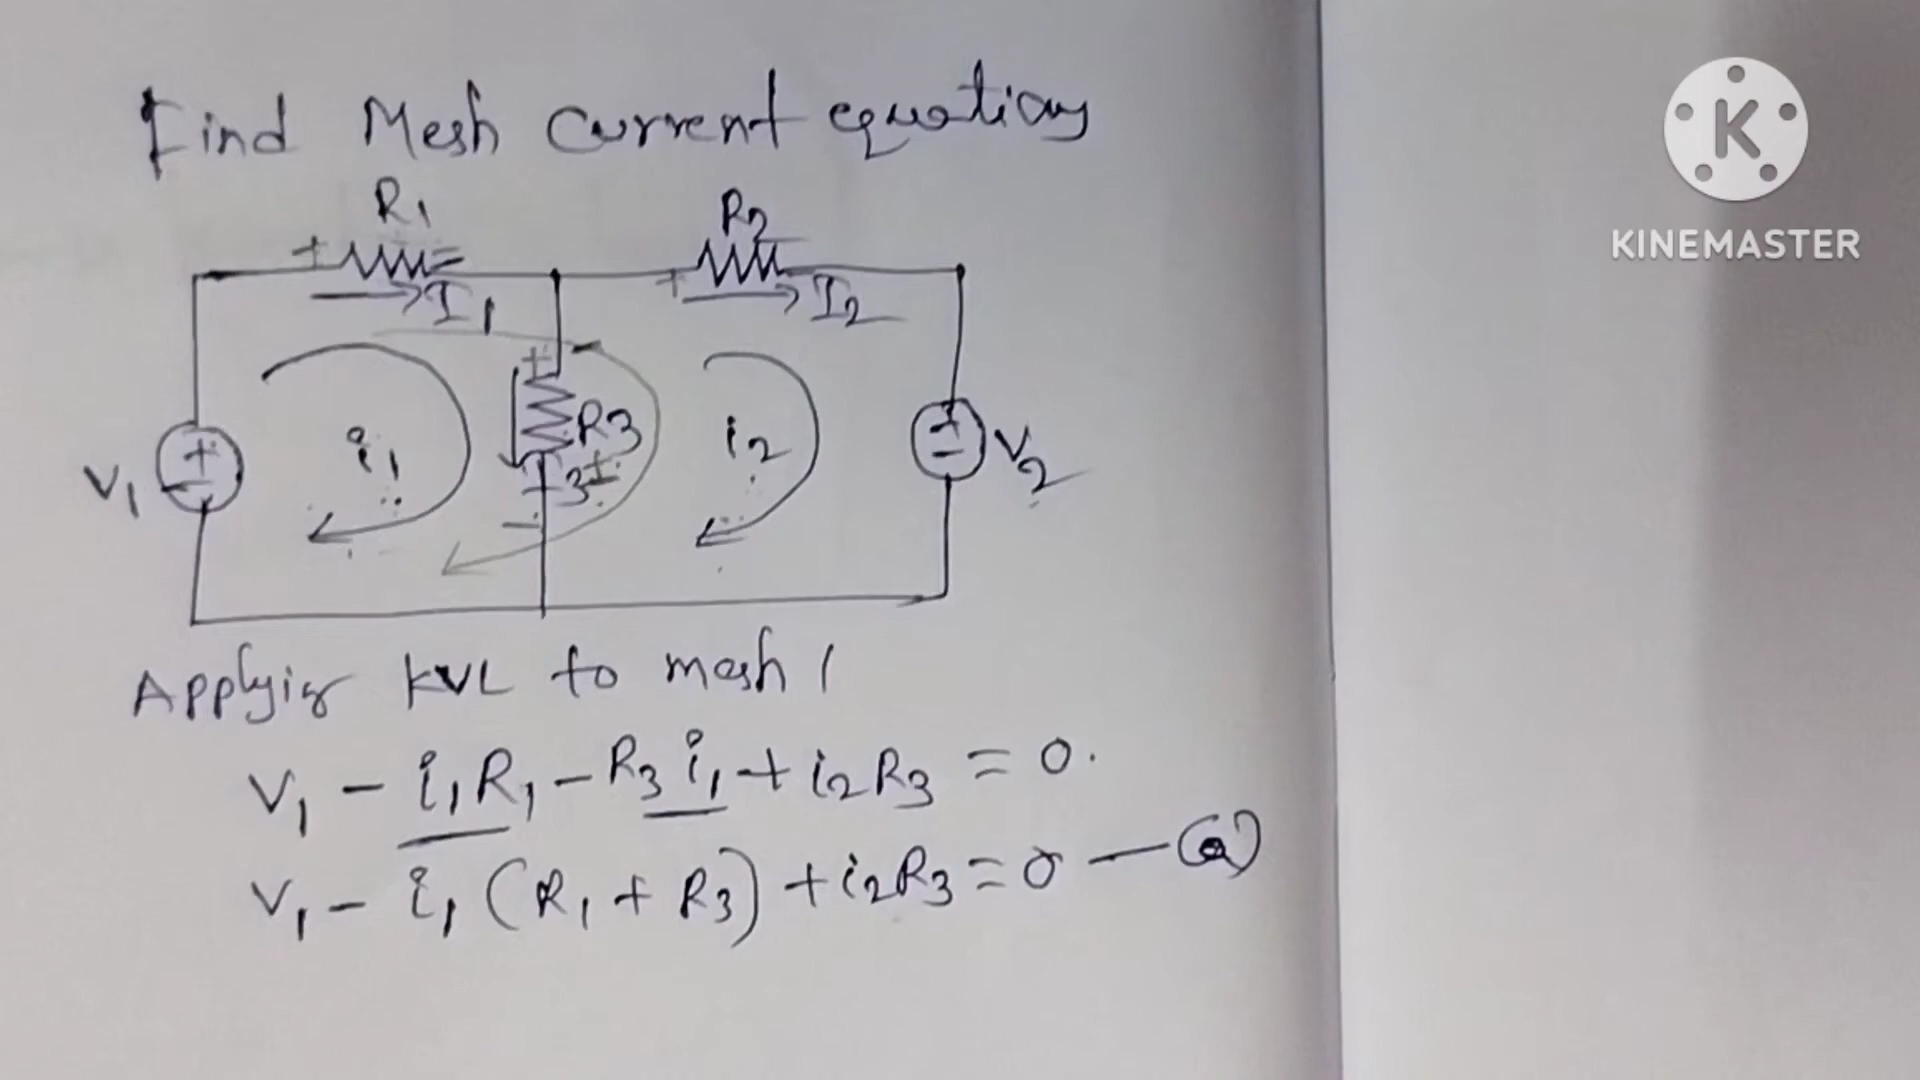 Find Mesh Current equations
R1 R2
+ I1 + I2
V1 + - i1 + R3 i2 + - V2
Applying KVL to mesh 1
V1 - i1R1 - R3 i1 + i2R3 = 0.
V1 - i1 (R1 + R3) + i2R3 = 0 — (a)
K
KINEMASTER